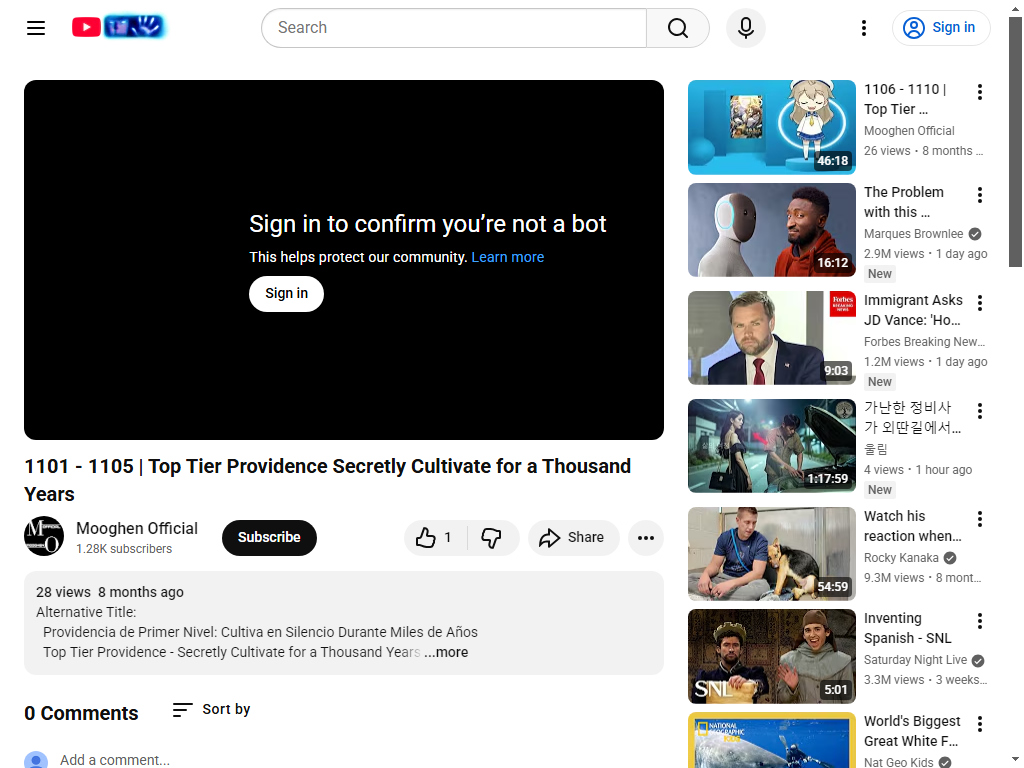 Search
Sign in
Sign in to confirm you’re not a bot
This helps protect our community. Learn more
Sign in
1101 - 1105 | Top Tier Providence Secretly Cultivate for a Thousand
Years
Mooghen Official
1.28K subscribers
Subscribe
1
Share
28 views 8 months ago
Alternative Title:
Providencia de Primer Nivel: Cultiva en Silencio Durante Miles de Años
Top Tier Providence - Secretly Cultivate for a Thousand Years ...more
0 Comments
Sort by
Add a comment...
46:18
1106 - 1110 |
Top Tier ...
Mooghen Official
26 views • 8 months ...
16:12
The Problem
with this ...
Marques Brownlee
2.9M views • 1 day ago
New
Forbes
BREAKING
NEWS
9:03
Immigrant Asks
JD Vance: 'Ho...
Forbes Breaking New...
1.2M views • 1 day ago
New
1:17:59
가난한 정비사
가 외딴길에서...
울림
4 views • 1 hour ago
New
54:59
Watch his
reaction when...
Rocky Kanaka
9.3M views • 8 mont...
SNL
5:01
Inventing
Spanish - SNL
Saturday Night Live
3.3M views • 3 weeks...
NATIONAL
GEOGRAPHIC
KIDS
World's Biggest
Great White F...
Nat Geo Kids